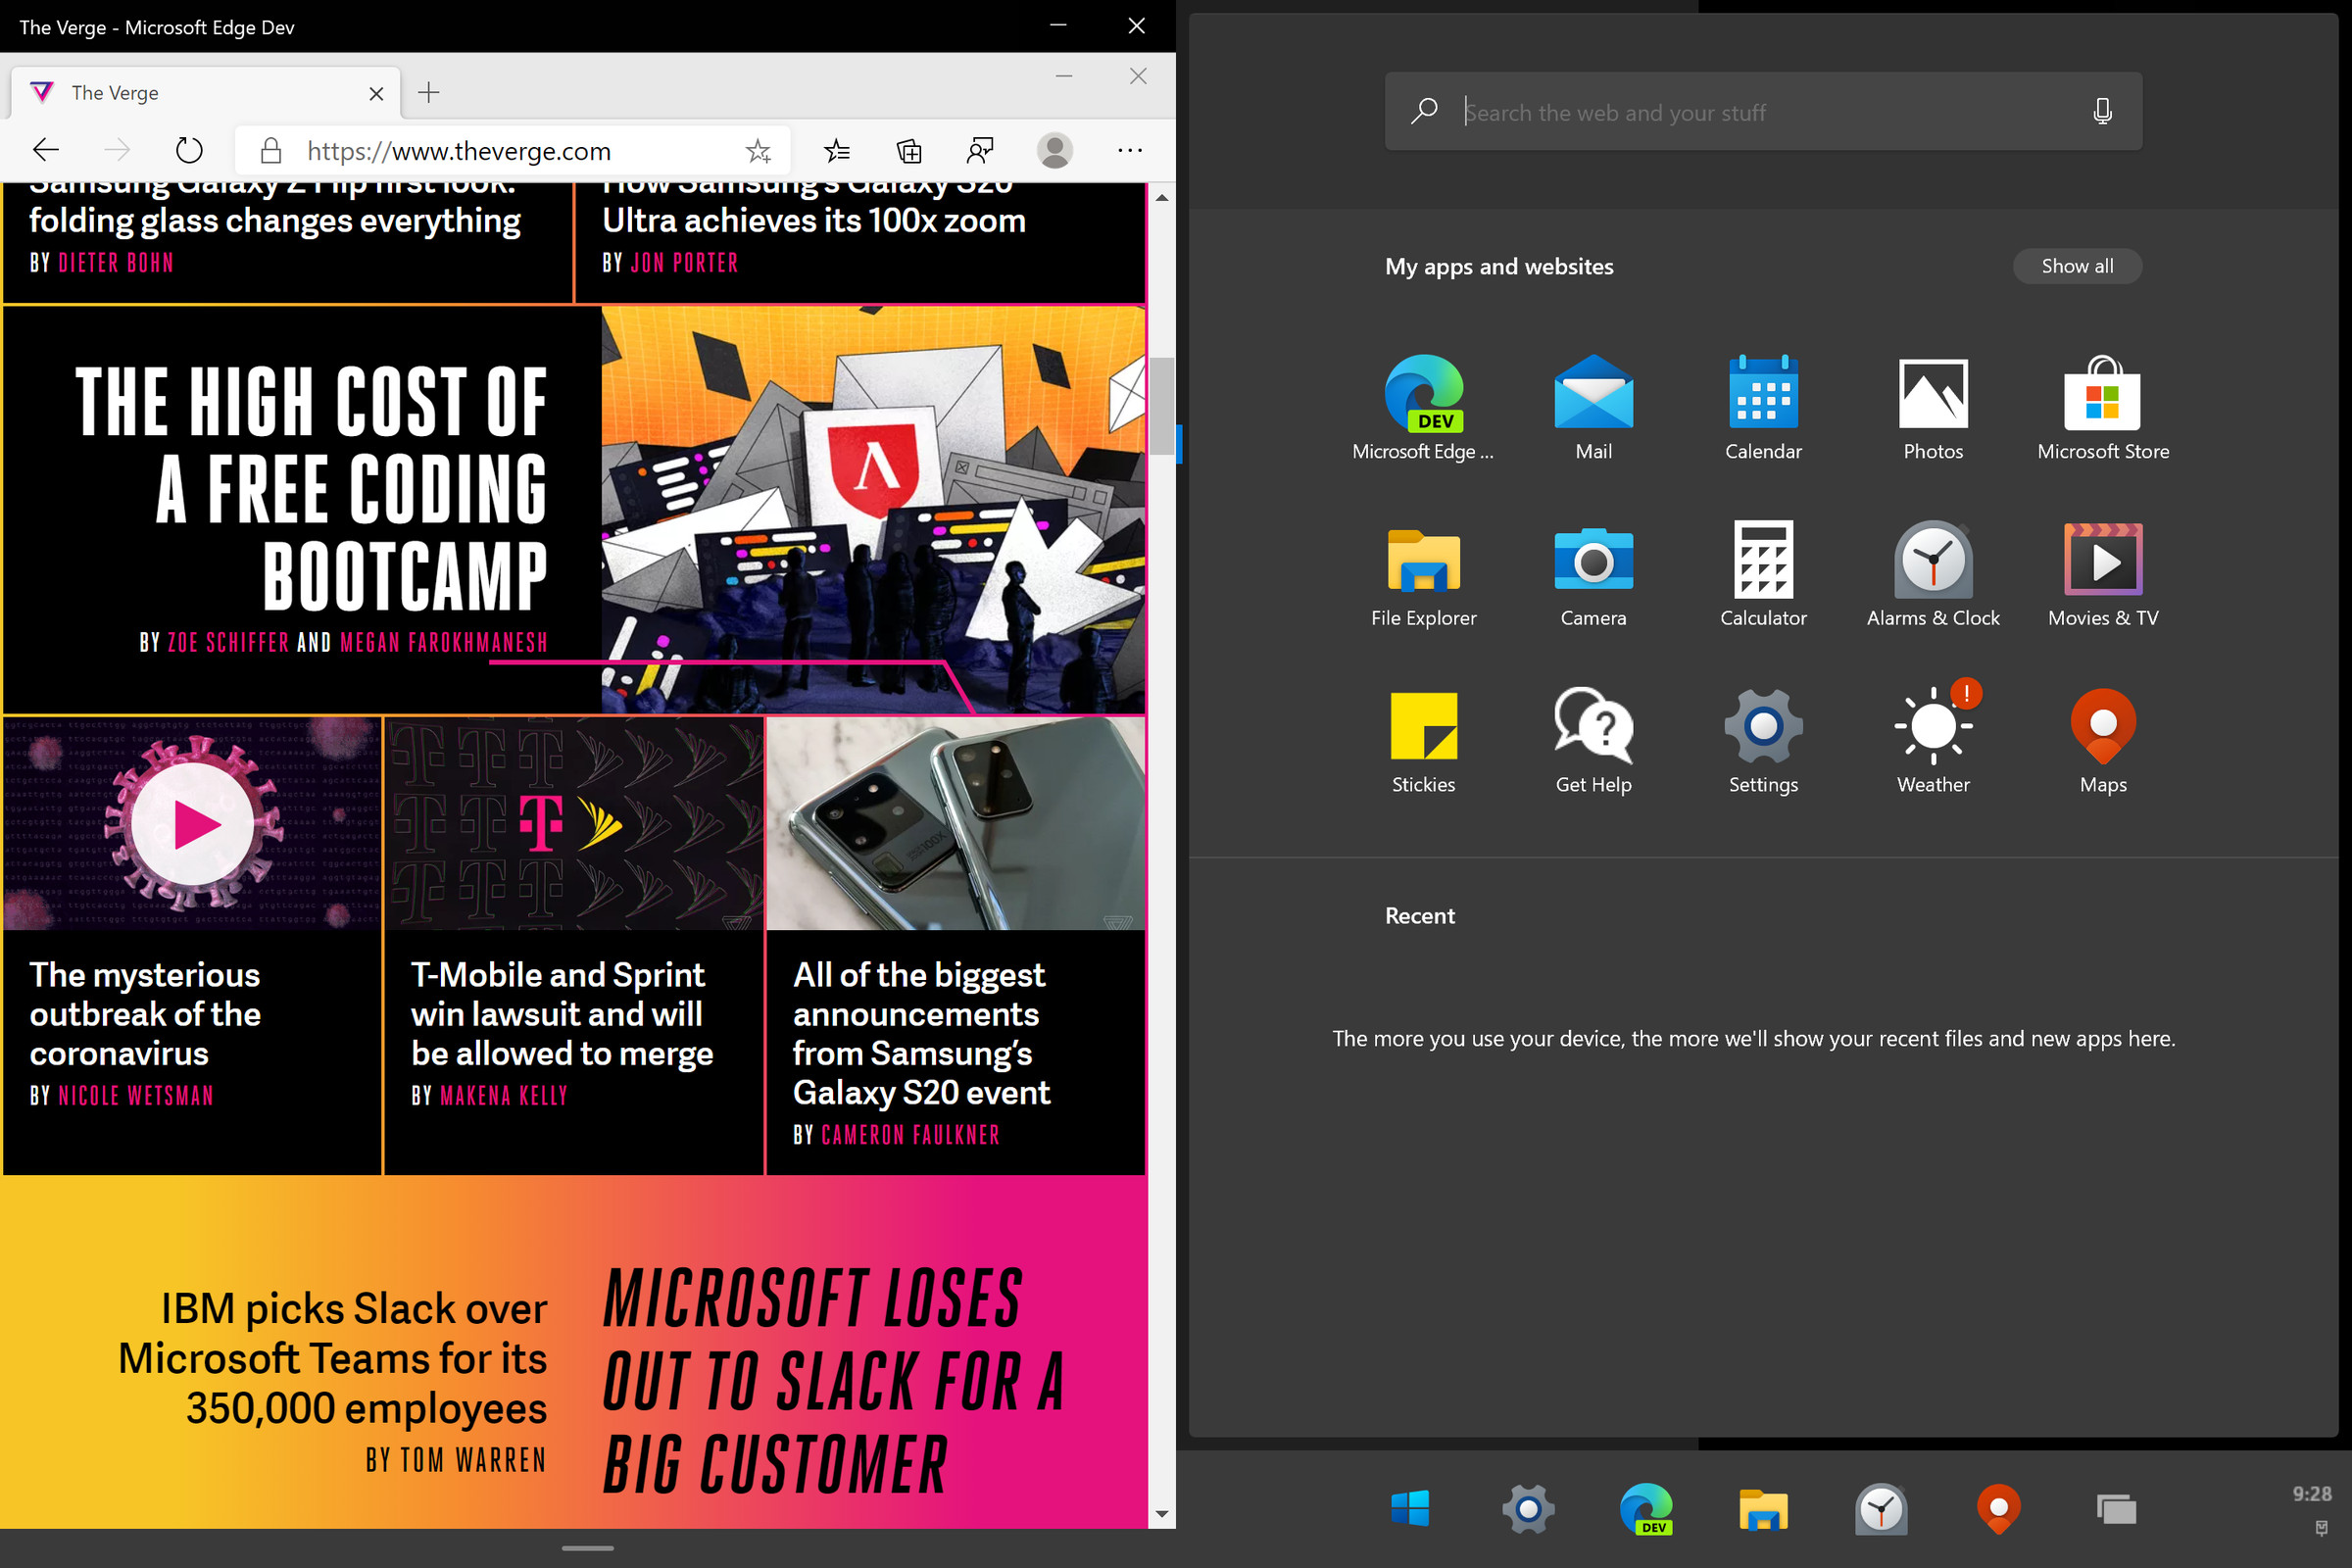 The Verge - Microsoft Edge Dev
The Verge
https://www.theverge.com
Samsung Galaxy Z Flip first look:
folding glass changes everything
BY DIETER BOHN
How Samsung's Galaxy S20
Ultra achieves its 100x zoom
BY JON PORTER
THE HIGH COST OF
A FREE CODING
BOOTCAMP
BY ZOE SCHIFFER AND MEGAN FAROKHMANESH
The mysterious
outbreak of the
coronavirus
BY NICOLE WETSMAN
T-Mobile and Sprint
win lawsuit and will
be allowed to merge
BY MAKENA KELLY
All of the biggest
announcements
from Samsung’s
Galaxy S20 event
BY CAMERON FAULKNER
IBM picks Slack over
Microsoft Teams for its
350,000 employees
BY TOM WARREN
MICROSOFT LOSES
OUT TO SLACK FOR A
BIG CUSTOMER
Search the web and your stuff
My apps and websites
Show all
DEV
Microsoft Edge ...
Mail
Calendar
Photos
Microsoft Store
File Explorer
Camera
Calculator
Alarms & Clock
Movies & TV
Stickies
Get Help
Settings
Weather
Maps
Recent
The more you use your device, the more we'll show your recent files and new apps here.
DEV
9:28